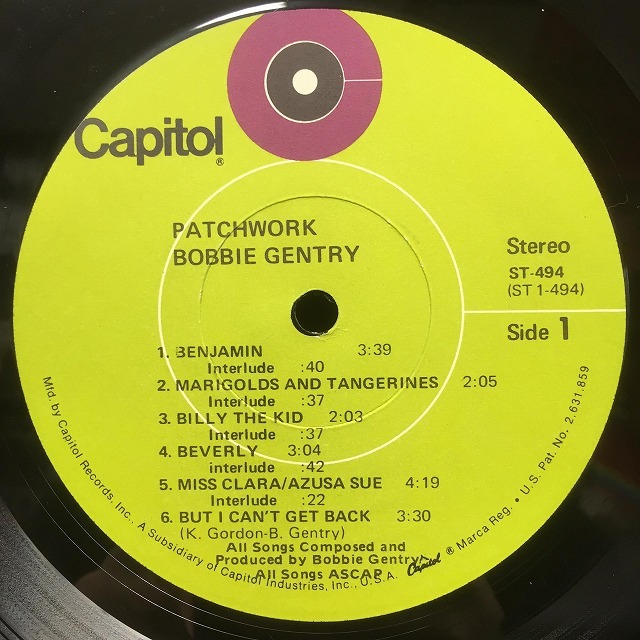 Capitol®
PATCHWORK
BOBBIE GENTRY
Stereo
ST-494
(ST 1-494)
Side 1
1. BENJAMIN 3:39
Interlude :40
2. MARIGOLDS AND TANGERINES 2:05
Interlude :37
3. BILLY THE KID 2:03
Interlude :37
4. BEVERLY 3:04
interlude :42
5. MISS CLARA/AZUSA SUE 4:19
Interlude :22
6. BUT I CAN'T GET BACK 3:30
(K. Gordon-B. Gentry)
All Songs Composed and
Produced by Bobbie Gentry
All Songs ASCAP
Mfd. by Capitol Records, Inc., A Subsidiary of Capitol Industries, Inc., U.S.A. Capitol ® Marca Reg. • U.S. Pat. No. 2.631.859